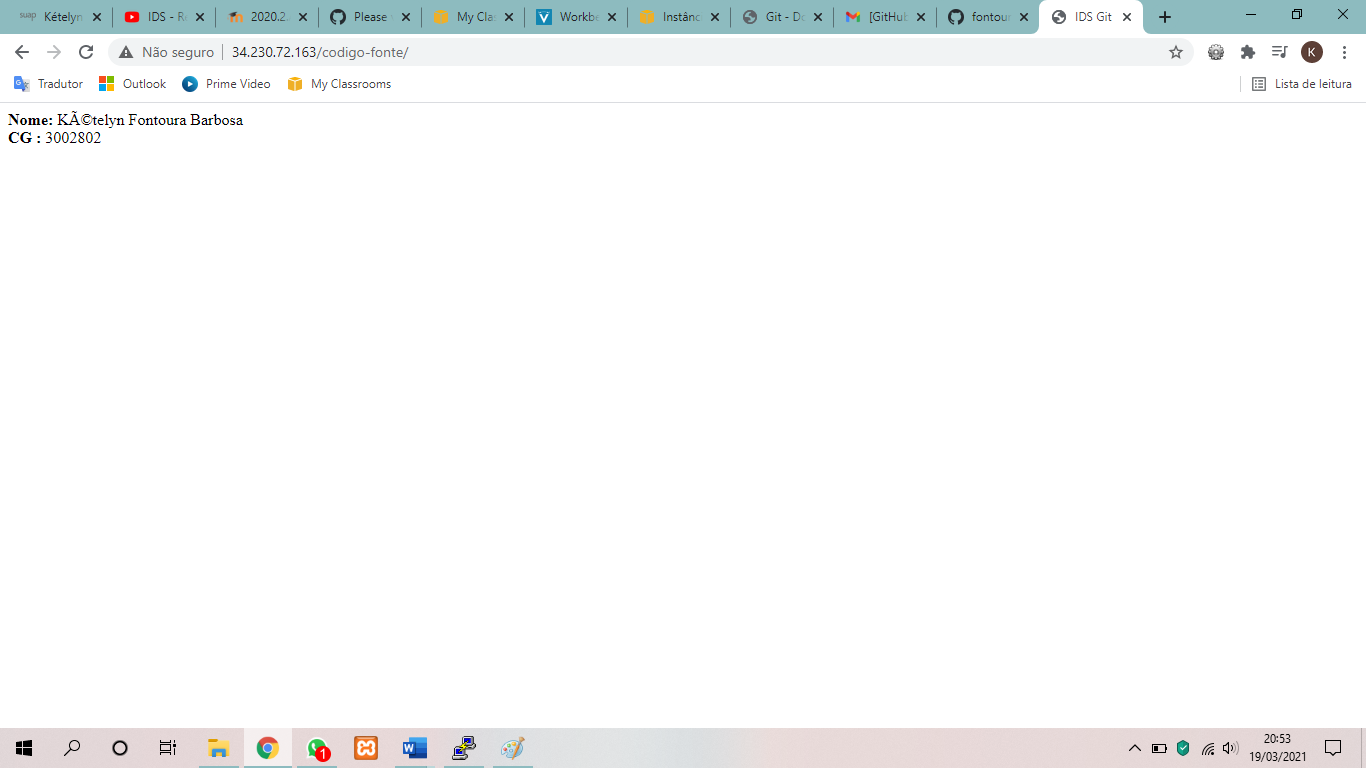 suap Kételyn
IDS - R
2020.2.
Please
My Cla
Workbe
Instânc
Git - Do
[GitHub
fontour
IDS Git
Não seguro
34.230.72.163/codigo-fonte/
K
Tradutor
Outlook
Prime Video
My Classrooms
Lista de leitura
Nome: KÃ©telyn Fontoura Barbosa
CG : 3002802
1
20:53
19/03/2021